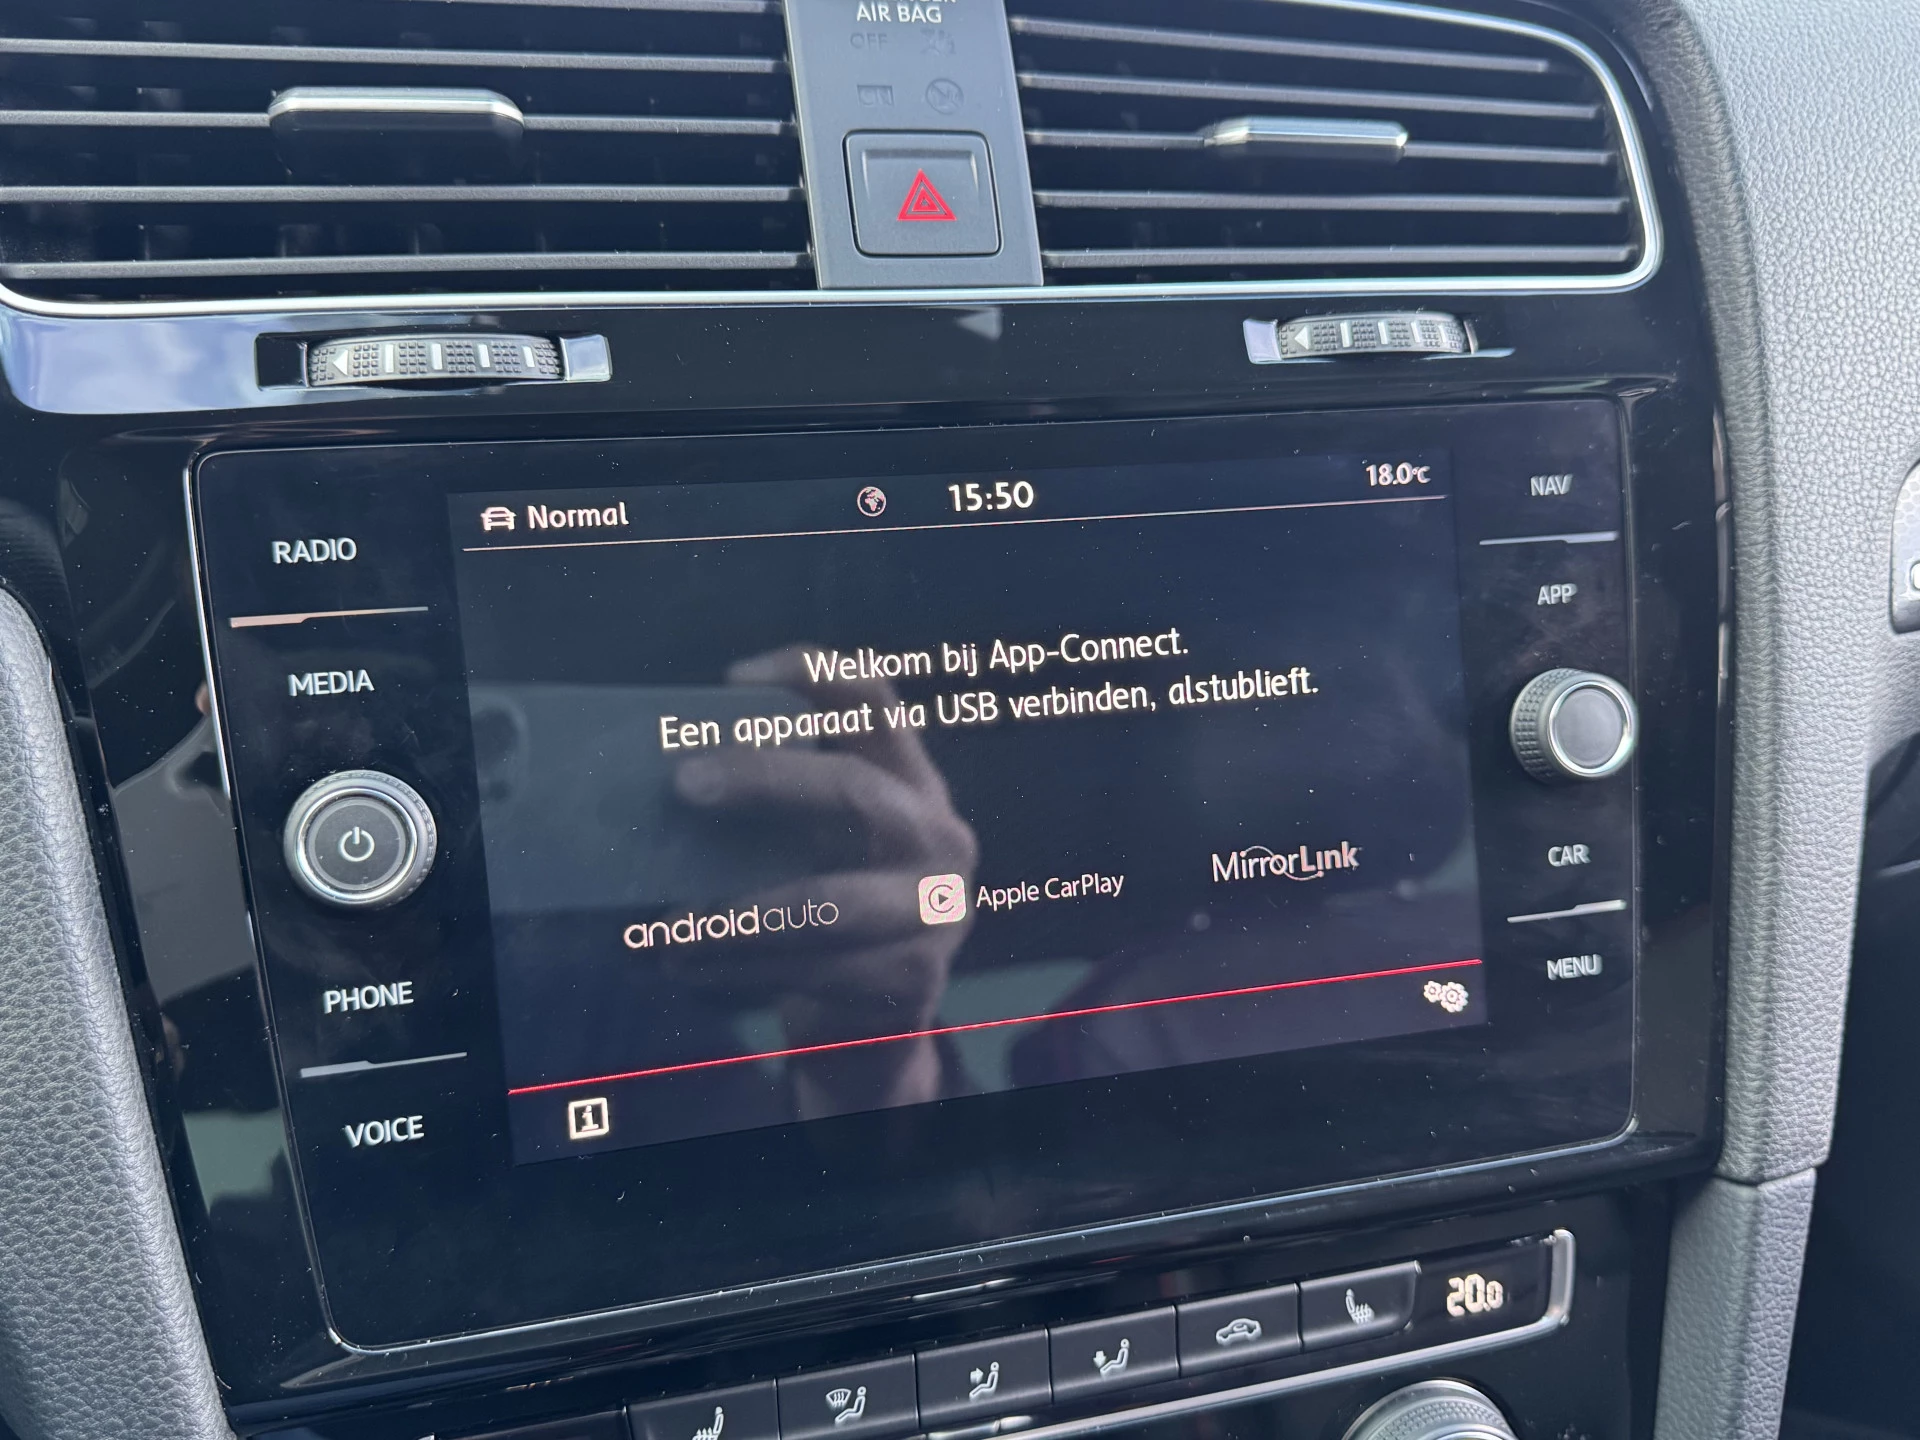 AIR BAG
OFF
ON
Normal
15:50
18.0°C
RADIO
MEDIA
PHONE
VOICE
NAV
APP
CAR
MENU
Welkom bij App-Connect.
Een apparaat via USB verbinden, alstublieft.
androidauto
Apple CarPlay
MirrorLink
i
20.0